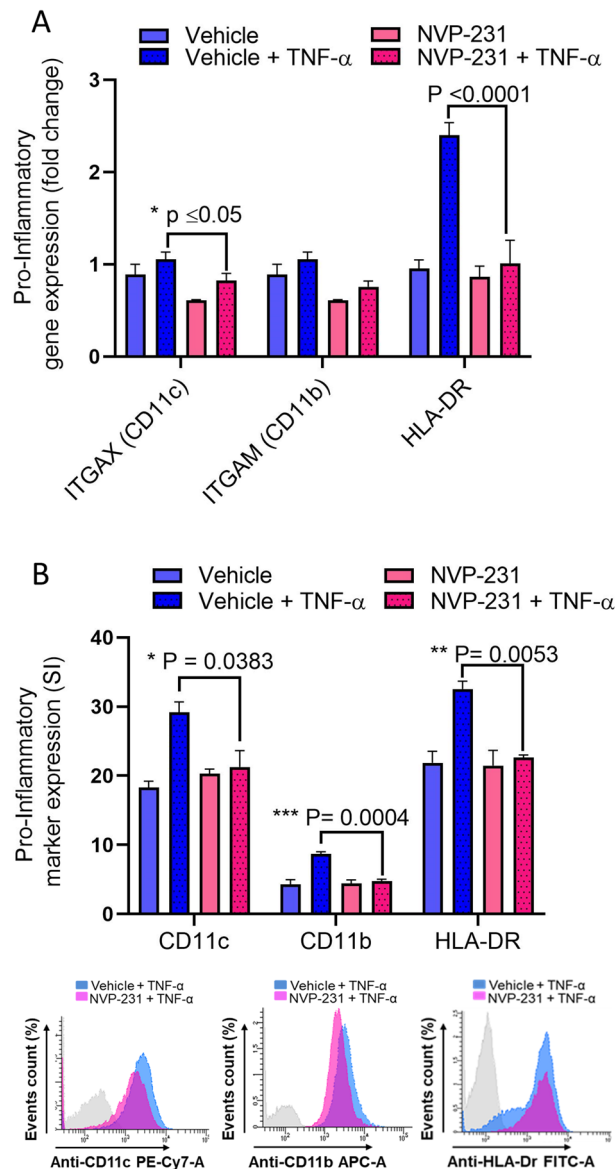 A
Vehicle
NVP-231
Vehicle + TNF-α
NVP-231 + TNF-α
Pro-Inflammatory
gene expression (fold change)
3
2
1
0
P <0.0001
* p ≤0.05
ITGAX (CD11c)
ITGAM (CD11b)
HLA-DR
B
Vehicle
NVP-231
Vehicle + TNF-α
NVP-231 + TNF-α
Pro-Inflammatory
marker expression (SI)
40
30
20
10
0
* P = 0.0383
** P= 0.0053
*** P= 0.0004
CD11c
CD11b
HLA-DR
Vehicle + TNF-α
NVP-231 + TNF-α
Events count (%)
Anti-CD11c PE-Cy7-A
Vehicle + TNF-α
NVP-231 + TNF-α
Events count (%)
Anti-CD11b APC-A
Vehicle + TNF-α
NVP-231 + TNF-α
Events count (%)
Anti-HLA-Dr FITC-A